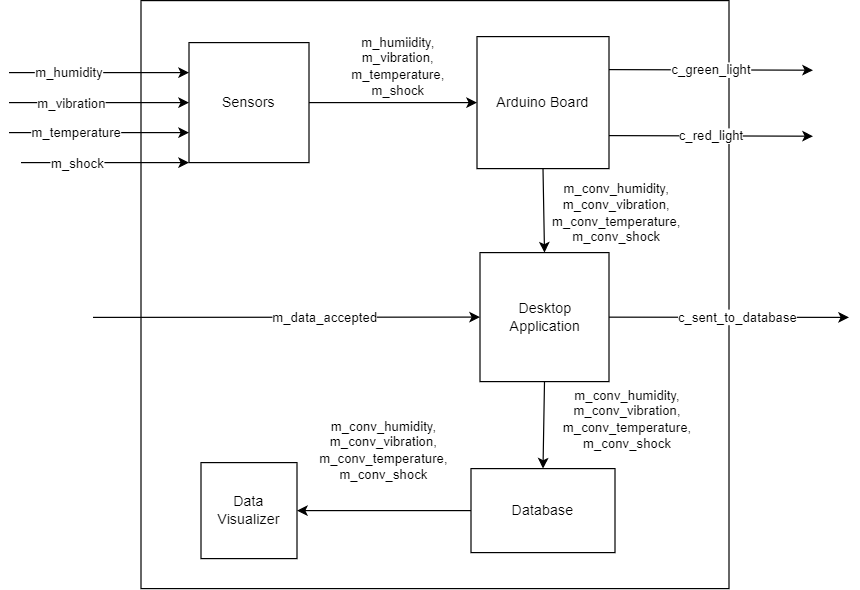 m_humidity
m_vibration
m_temperature
m_shock
Sensors
m_humiidity,
m_vibration,
m_temperature,
m_shock
Arduino Board
c_green_light
c_red_light
m_conv_humidity,
m_conv_vibration,
m_conv_temperature,
m_conv_shock
m_data_accepted
Desktop
Application
c_sent_to_database
m_conv_humidity,
m_conv_vibration,
m_conv_temperature,
m_conv_shock
m_conv_humidity,
m_conv_vibration,
m_conv_temperature,
m_conv_shock
Data
Visualizer
Database